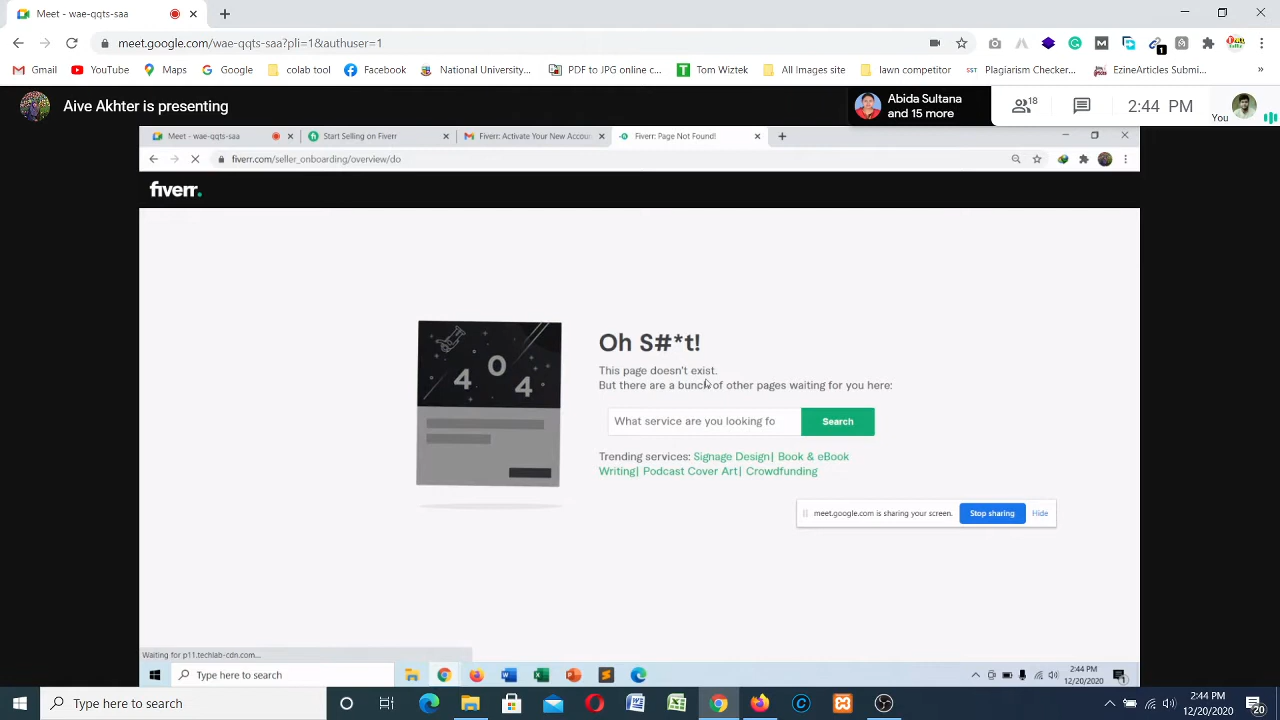 Meet - wae-qqts-saa
meet.google.com/wae-qqts-saa?pli=1&authuser=1
1
Gmail
YouTube
Maps
Google
colab tool
Facebook
National University...
PDF to JPG online c...
Tom Wiztek
All Images site
lawn competitor
SST
Plagiarism Checker...
EzineArticles Submi...
»
Aive Akhter is presenting
Abida Sultana
and 15 more
18
2:44 PM
You
Meet - wae-qqts-saa
Start Selling on Fiverr
Fiverr: Activate Your New Accou
Fiverr: Page Not Found!
fiverr.com/seller_onboarding/overview/do
fiverr.
404
Oh S#*t!
This page doesn't exist.
But there are a bunch of other pages waiting for you here:
What service are you looking fo
Search
Trending services: Signage Design| Book & eBook
Writing| Podcast Cover Art| Crowdfunding
meet.google.com is sharing your screen.
Stop sharing
Hide
Waiting for p11.techlab-cdn.com...
Type here to search
2:44 PM
12/20/2020
Type here to search
2:44 PM
12/20/2020
20